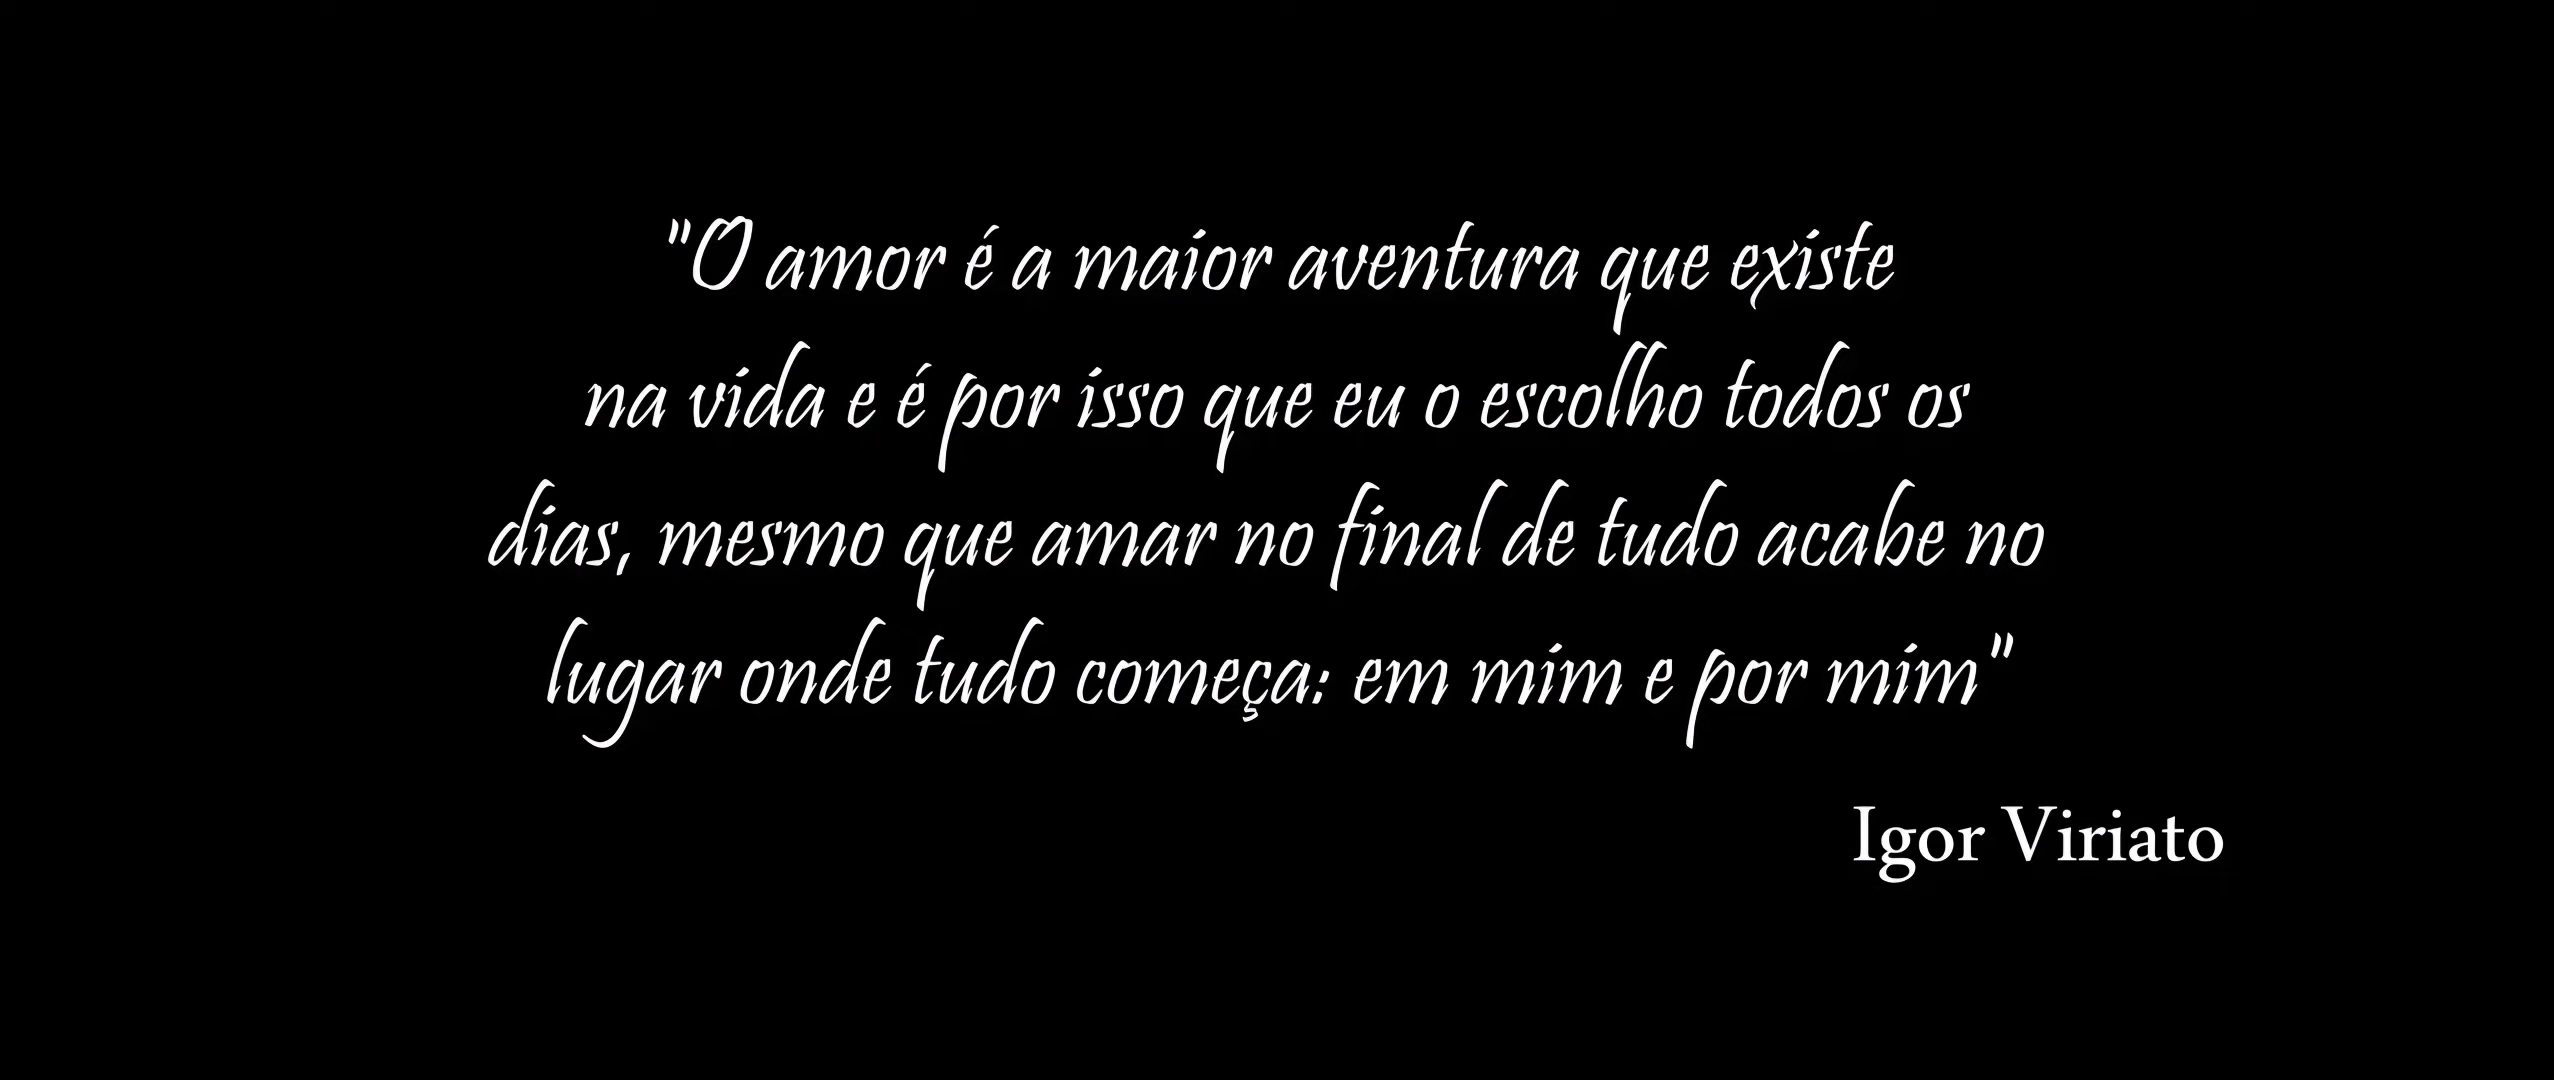 "O amor é a maior aventura que existe
na vida e é por isso que eu o escolho todos os
dias, mesmo que amar no final de tudo acabe no
lugar onde tudo começa: em mim e por mim"
Igor Viriato